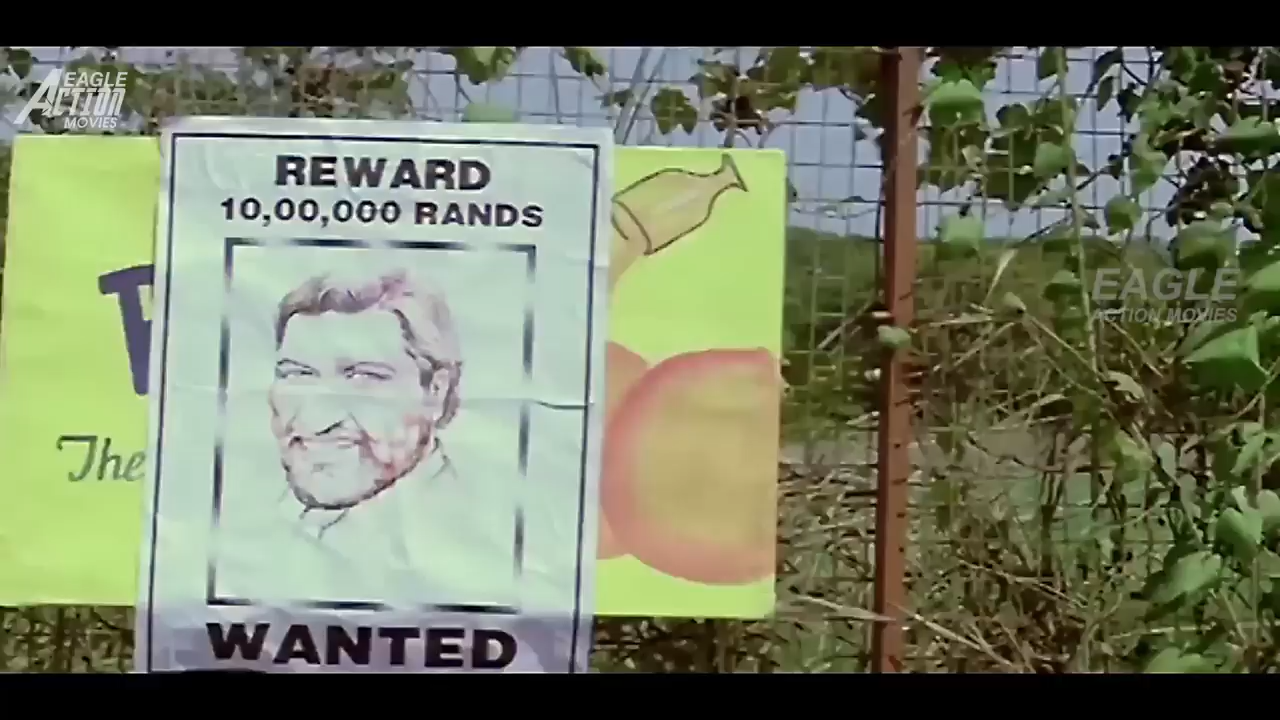 EAGLE
ACTION
MOVIES
REWARD
10,00,000 RANDS
The
WANTED
EAGLE
ACTION MOVIES